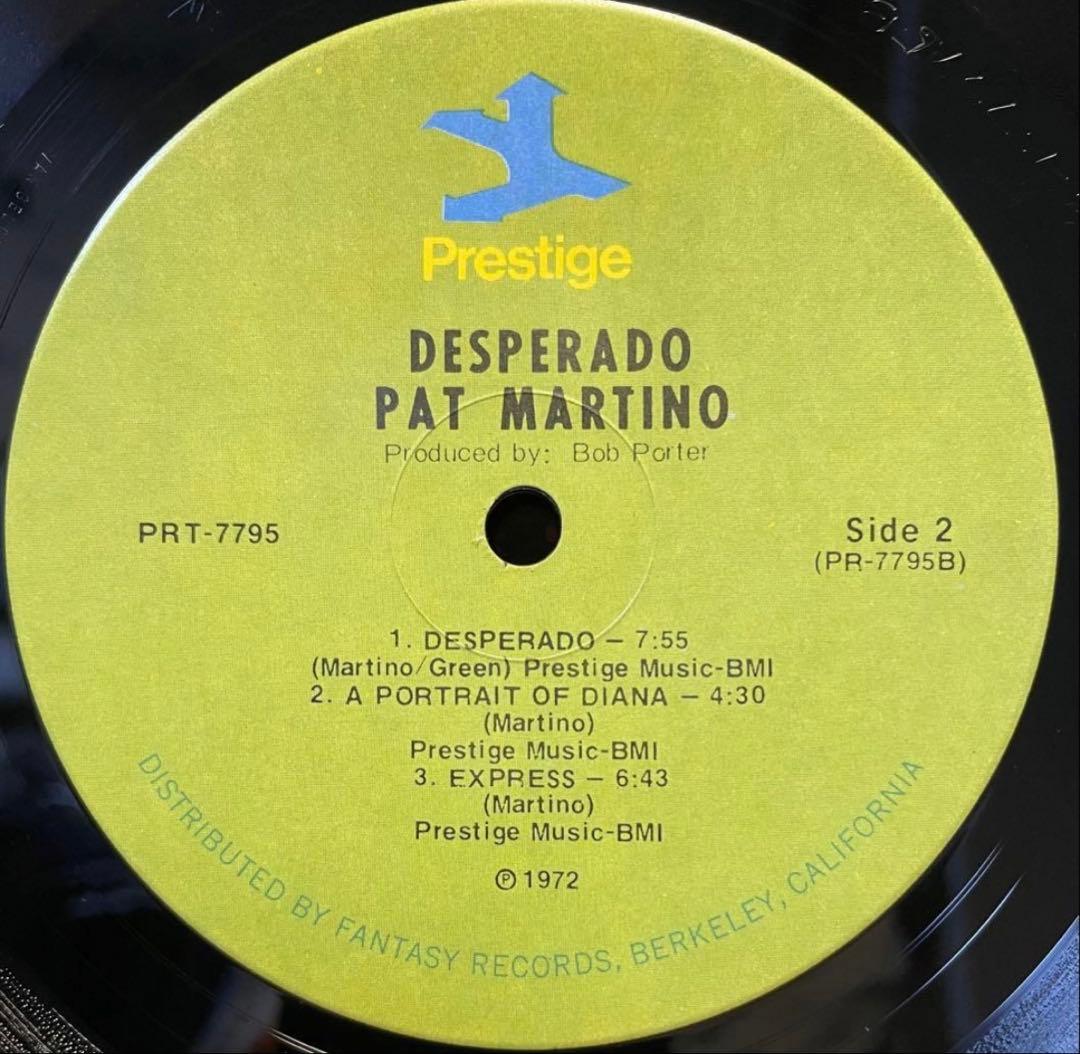 Prestige
DESPERADO
PAT MARTINO
Produced by: Bob Porter
PRT-7795
Side 2
(PR-7795B)
1. DESPERADO – 7:55
(Martino/Green) Prestige Music-BMI
2. A PORTRAIT OF DIANA – 4:30
(Martino)
Prestige Music-BMI
3. EXPRESS – 6:43
(Martino)
Prestige Music-BMI
Ⓟ 1972
DISTRIBUTED BY FANTASY RECORDS, BERKELEY, CALIFORNIA